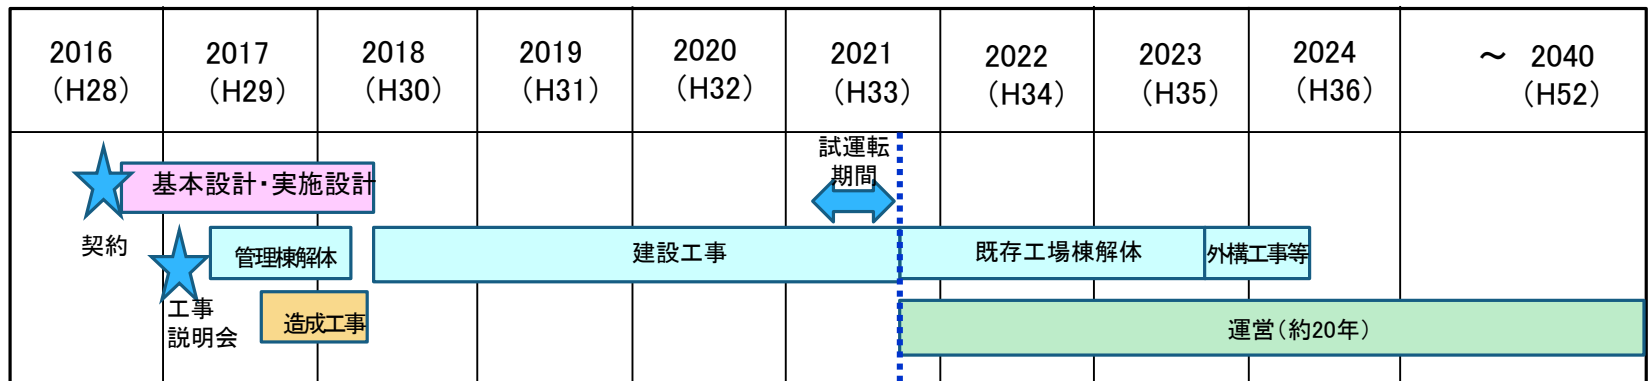 2016
（H28）
2017
（H29）
2018
（H30）
2019
（H31）
2020
（H32）
2021
（H33）
2022
（H34）
2023
（H35）
2024
（H36）
～ 2040
（H52）
試運転
期間
基本設計・実施設計
契約
管理棟解体
建設工事
既存工場棟解体
外構工事等
工事
説明会
造成工事
運営（約20年）